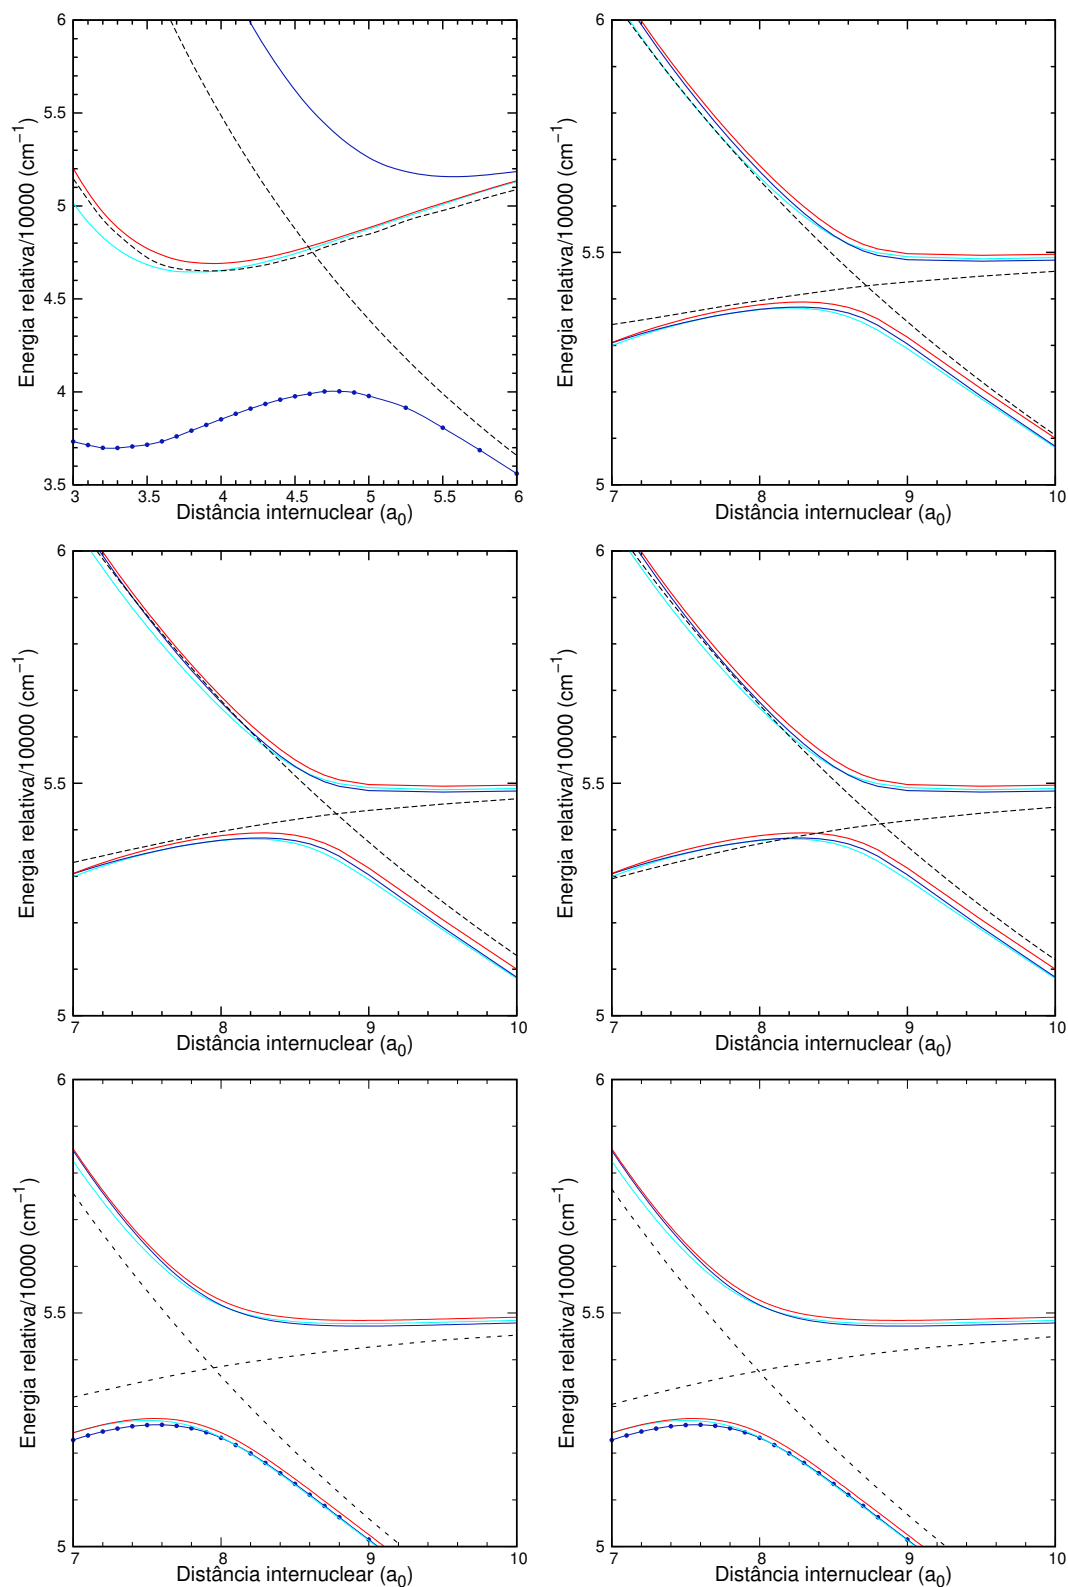 6
5.5
5
4.5
4
3.5
3 3.5 4 4.5 5 5.5 6
Energia relativa/10000 (cm−1)
Distância internuclear (a0)
6
5.5
5
7 8 9 10
Energia relativa/10000 (cm−1)
Distância internuclear (a0)
6
5.5
5
7 8 9 10
Energia relativa/10000 (cm−1)
Distância internuclear (a0)
6
5.5
5
7 8 9 10
Energia relativa/10000 (cm−1)
Distância internuclear (a0)
6
5.5
5
7 8 9 10
Energia relativa/10000 (cm−1)
Distância internuclear (a0)
6
5.5
5
7 8 9 10
Energia relativa/10000 (cm−1)
Distância internuclear (a0)